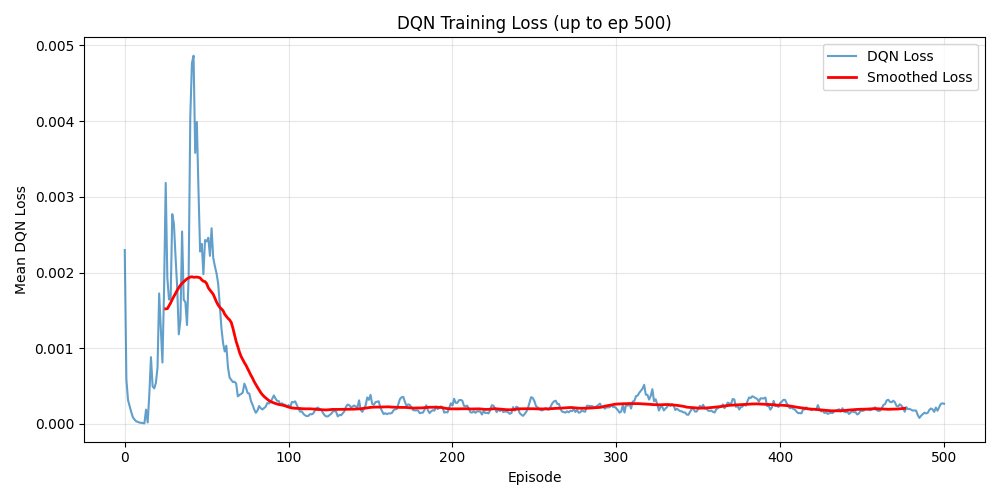 DQN Training Loss (up to ep 500)
DQN Loss
Smoothed Loss
Mean DQN Loss
0.005
0.004
0.003
0.002
0.001
0.000
0
100
200
300
400
500
Episode